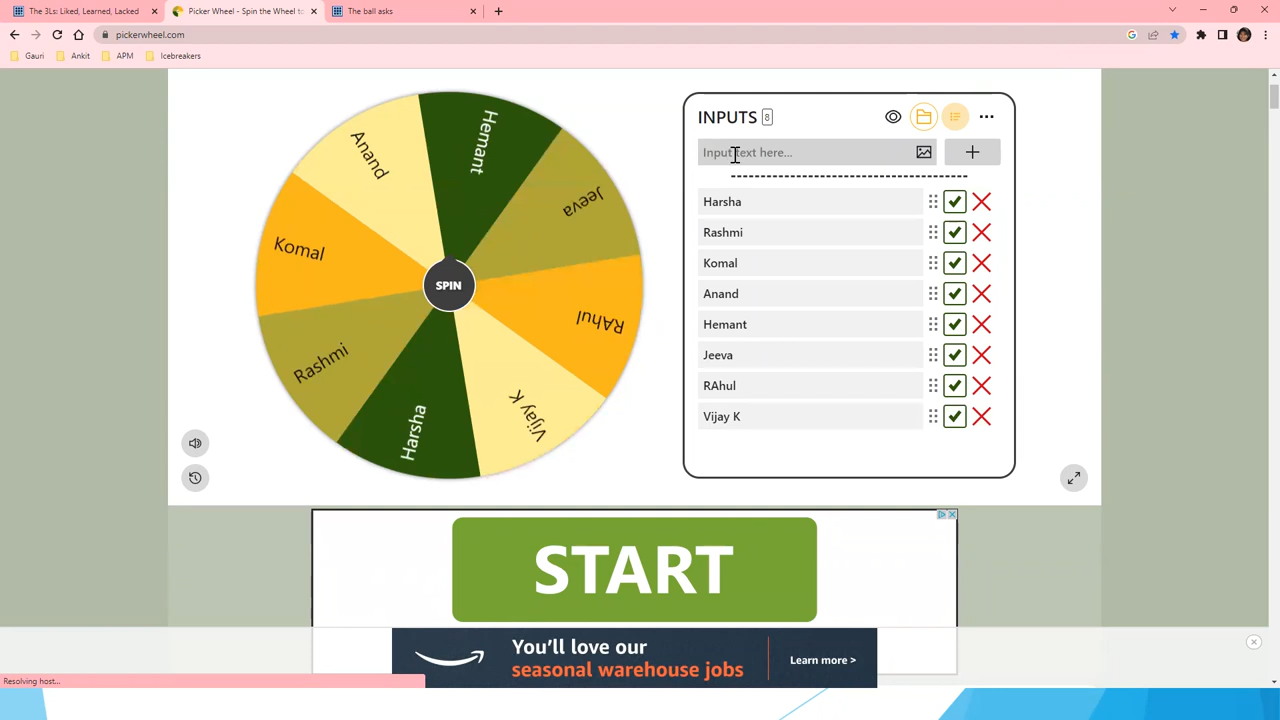 The 3Ls: Liked, Learned, Lacked
Picker Wheel - Spin the Wheel to
The ball asks
pickerwheel.com
Gauri
Ankit
APM
Icebreakers
Anand
Hemant
Jeeva
Komal
SPIN
RAhul
Rashmi
Harsha
Vijay K
INPUTS 8
Input text here...
Harsha
Rashmi
Komal
Anand
Hemant
Jeeva
RAhul
Vijay K
START
You'll love our
seasonal warehouse jobs
Learn more >
Resolving host...